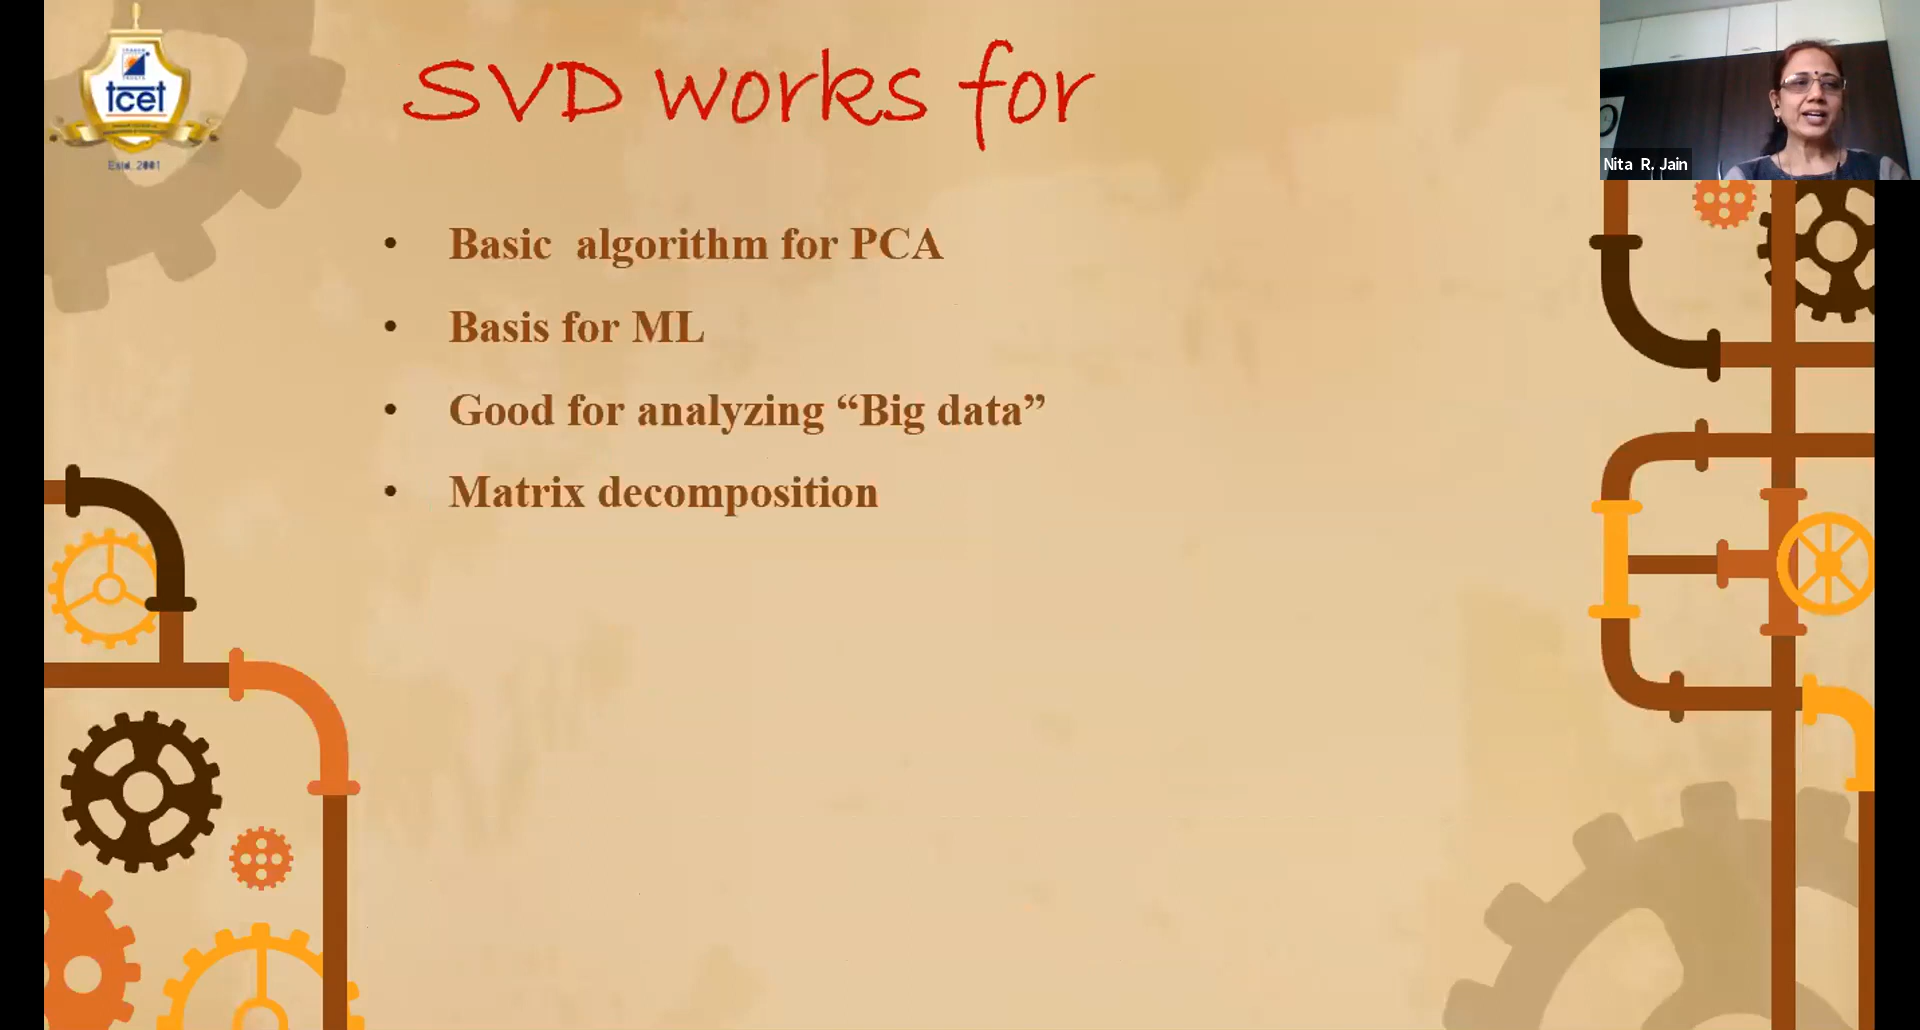 tcet
Estd. 2001
SVD works for
Nita R. Jain
• Basic algorithm for PCA
• Basis for ML
• Good for analyzing “Big data”
• Matrix decomposition